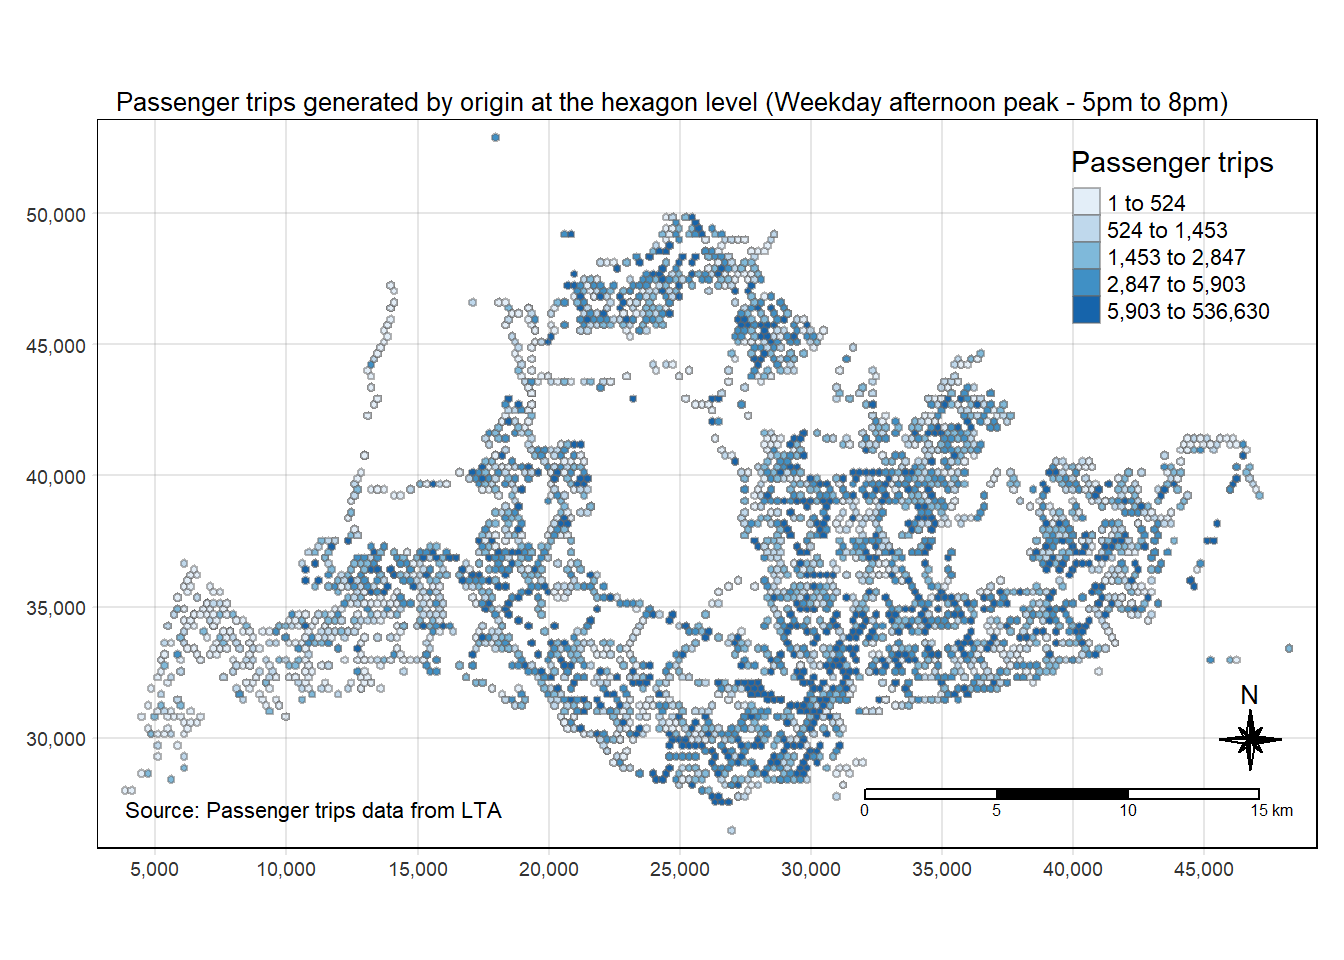 Passenger trips generated by origin at the hexagon level (Weekday afternoon peak - 5pm to 8pm)
Passenger trips
1 to 524
524 to 1,453
1,453 to 2,847
2,847 to 5,903
5,903 to 536,630
50,000
45,000
40,000
35,000
30,000
N
Source: Passenger trips data from LTA
0 5 10 15 km
5,000 10,000 15,000 20,000 25,000 30,000 35,000 40,000 45,000